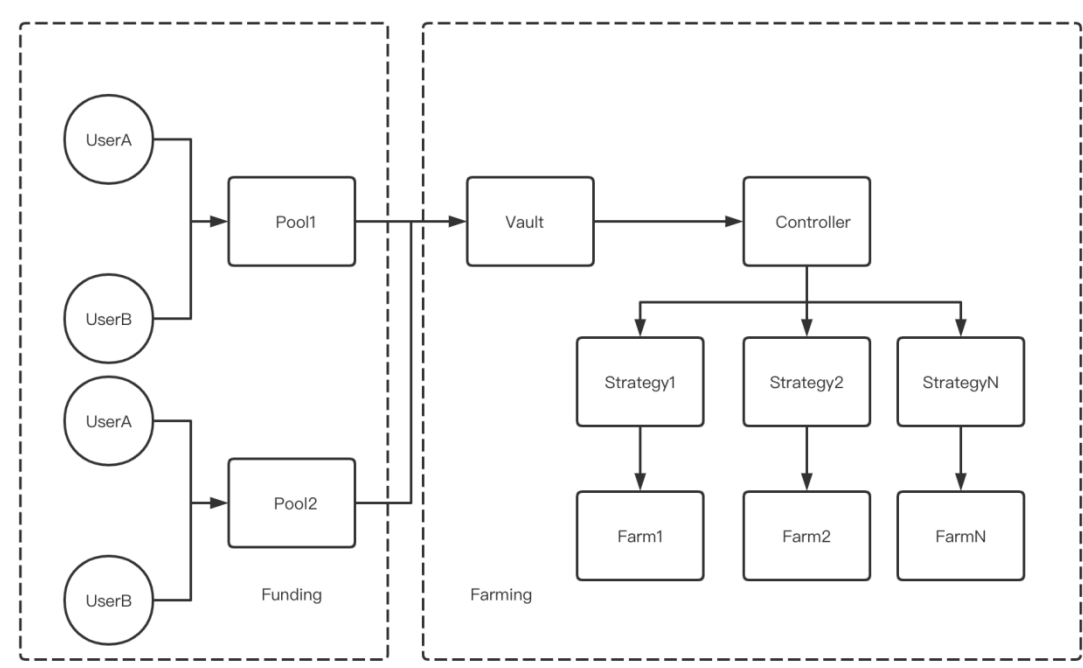 UserA
UserB
Pool1
UserA
UserB
Pool2
Funding
Vault
Controller
Strategy1
Strategy2
StrategyN
Farm1
Farm2
FarmN
Farming